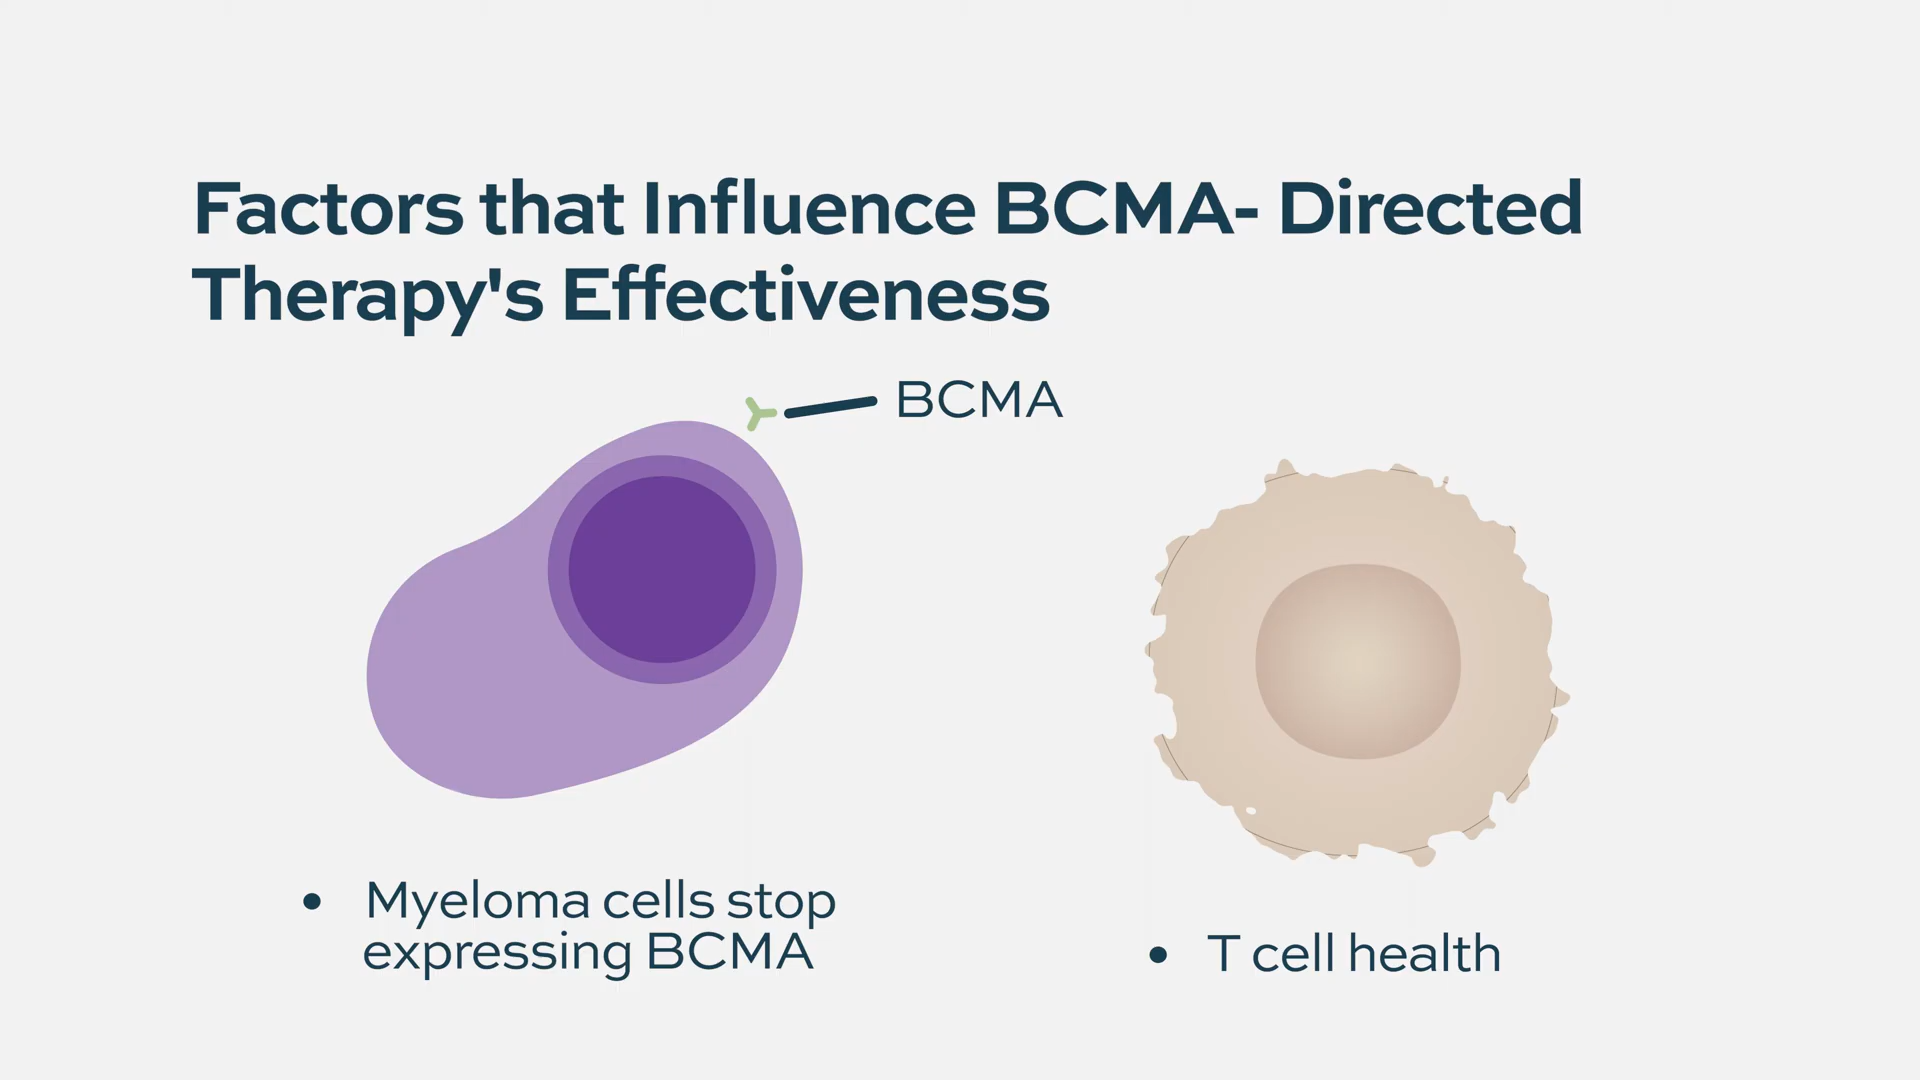 Factors that Influence BCMA- Directed
Therapy's Effectiveness
BCMA
• Myeloma cells stop
expressing BCMA
• T cell health